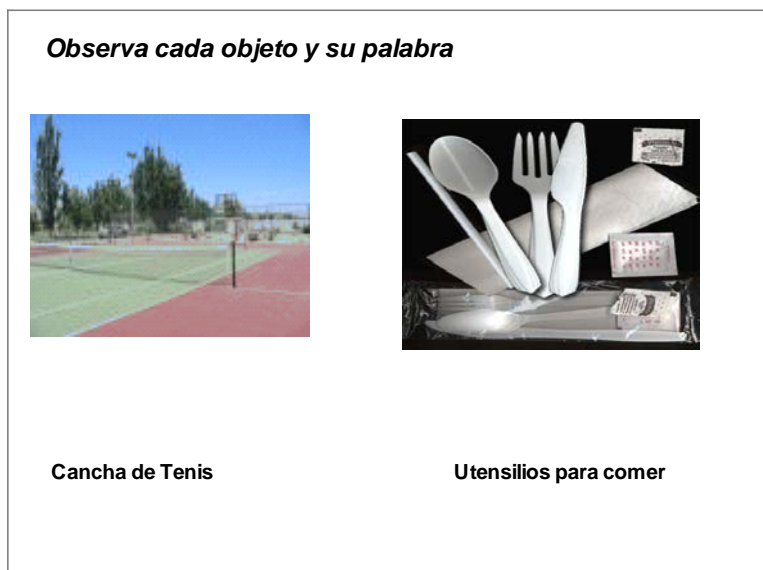 Observa cada objeto y su palabra
Cancha de Tenis
Utensilios para comer